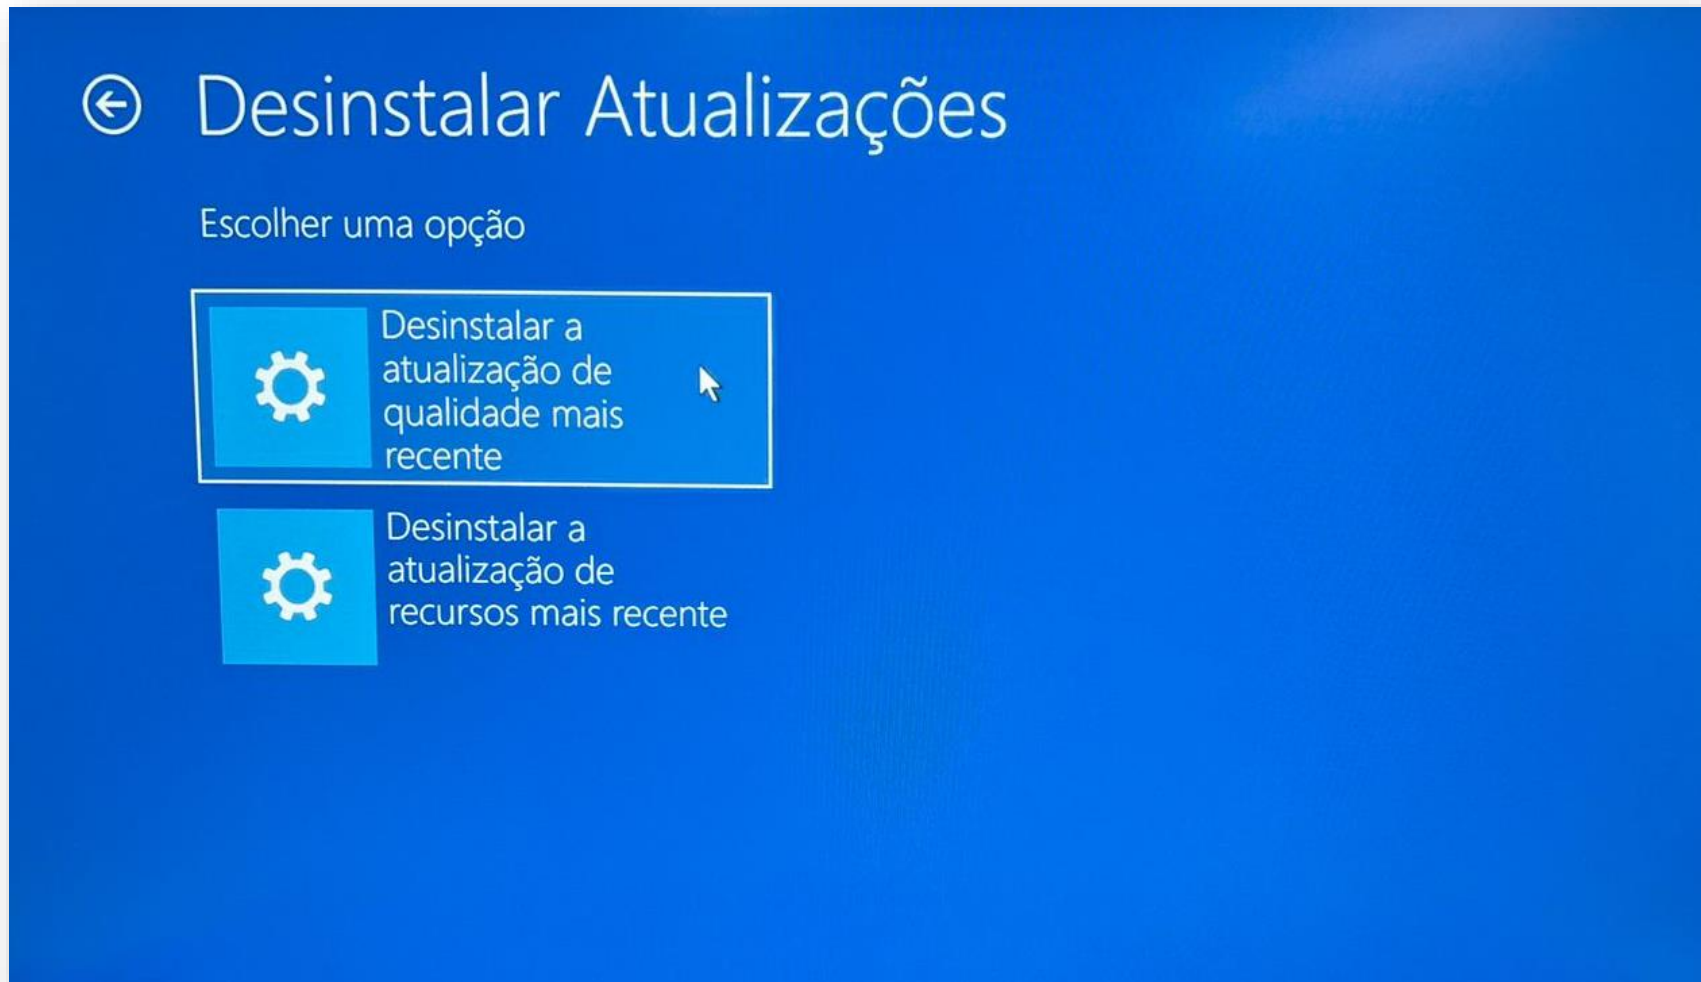 Desinstalar Atualizações
Escolher uma opção
Desinstalar a
atualização de
qualidade mais
recente
Desinstalar a
atualização de
recursos mais recente